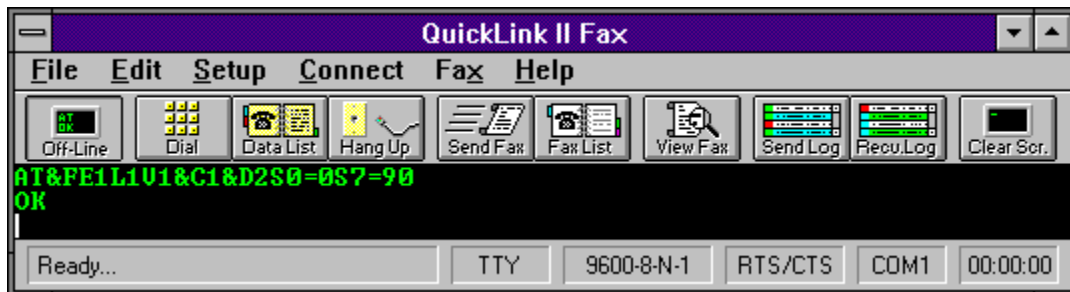 QuickLink II Fax
File Edit Setup Connect Fax Help
AT OK
Off-Line Dial Data List Hang Up Send Fax Fax List View Fax Send Log Recv.Log Clear Scr.
AT&FE1L1V1&C1&D2S0=0S7=90
OK
Ready... TTY 9600-8-N-1 RTS/CTS COM1 00:00:00